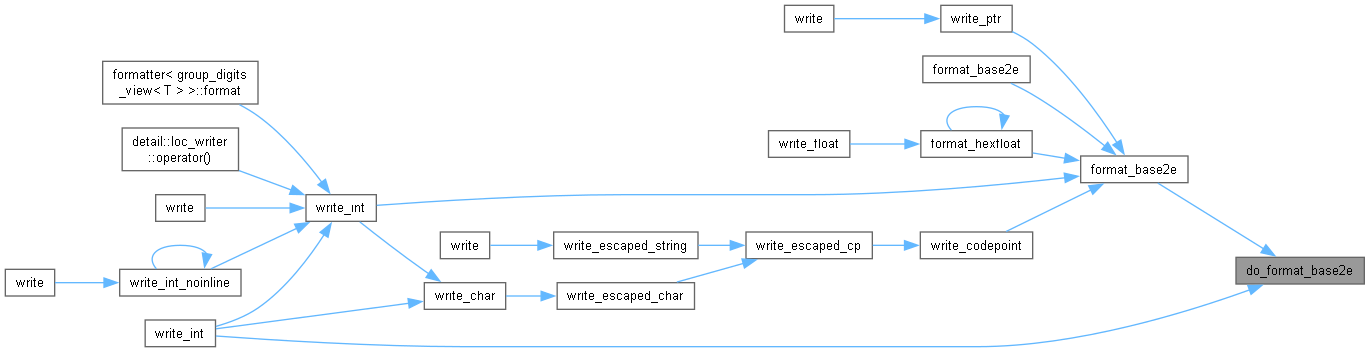 write
write_ptr
format_base2e
formatter< group_digits
_view< T > >::format
write_float
format_hexfloat
detail::loc_writer
::operator()
format_base2e
write
write_int
write
write_escaped_string
write_escaped_cp
write_codepoint
do_format_base2e
write
write_int_noinline
write_char
write_escaped_char
write_int